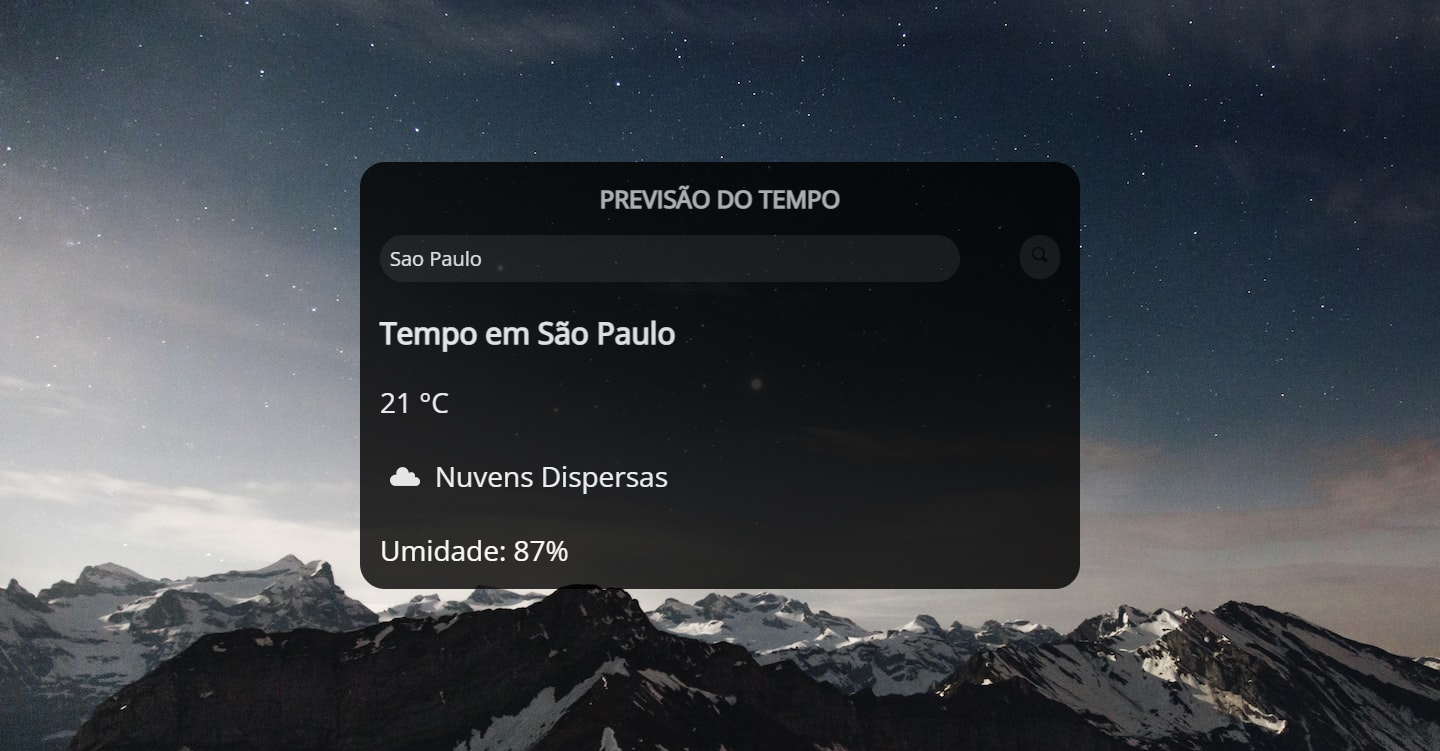 PREVISÃO DO TEMPO
Sao Paulo
Tempo em São Paulo
21 °C
Nuvens Dispersas
Umidade: 87%